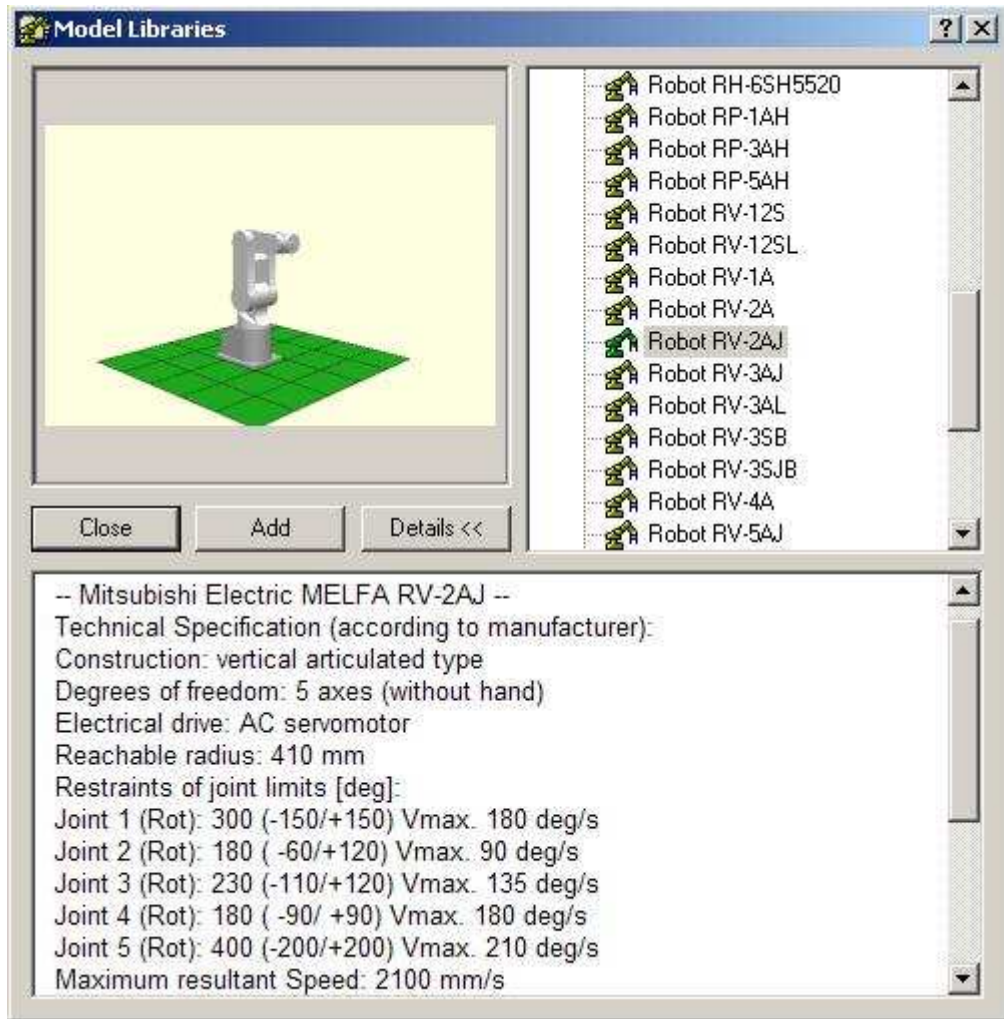 Model Libraries
Robot RH-6SH5520
Robot RP-1AH
Robot RP-3AH
Robot RP-5AH
Robot RV-12S
Robot RV-12SL
Robot RV-1A
Robot RV-2A
Robot RV-2AJ
Robot RV-3AJ
Robot RV-3AL
Robot RV-3SB
Robot RV-3SJB
Robot RV-4A
Robot RV-5AJ
Close Add Details <<
-- Mitsubishi Electric MELFA RV-2AJ --
Technical Specification (according to manufacturer):
Construction: vertical articulated type
Degrees of freedom: 5 axes (without hand)
Electrical drive: AC servomotor
Reachable radius: 410 mm
Restraints of joint limits [deg]:
Joint 1 (Rot): 300 (-150/+150) Vmax. 180 deg/s
Joint 2 (Rot): 180 ( -60/+120) Vmax. 90 deg/s
Joint 3 (Rot): 230 (-110/+120) Vmax. 135 deg/s
Joint 4 (Rot): 180 ( -90/ +90) Vmax. 180 deg/s
Joint 5 (Rot): 400 (-200/+200) Vmax. 210 deg/s
Maximum resultant Speed: 2100 mm/s